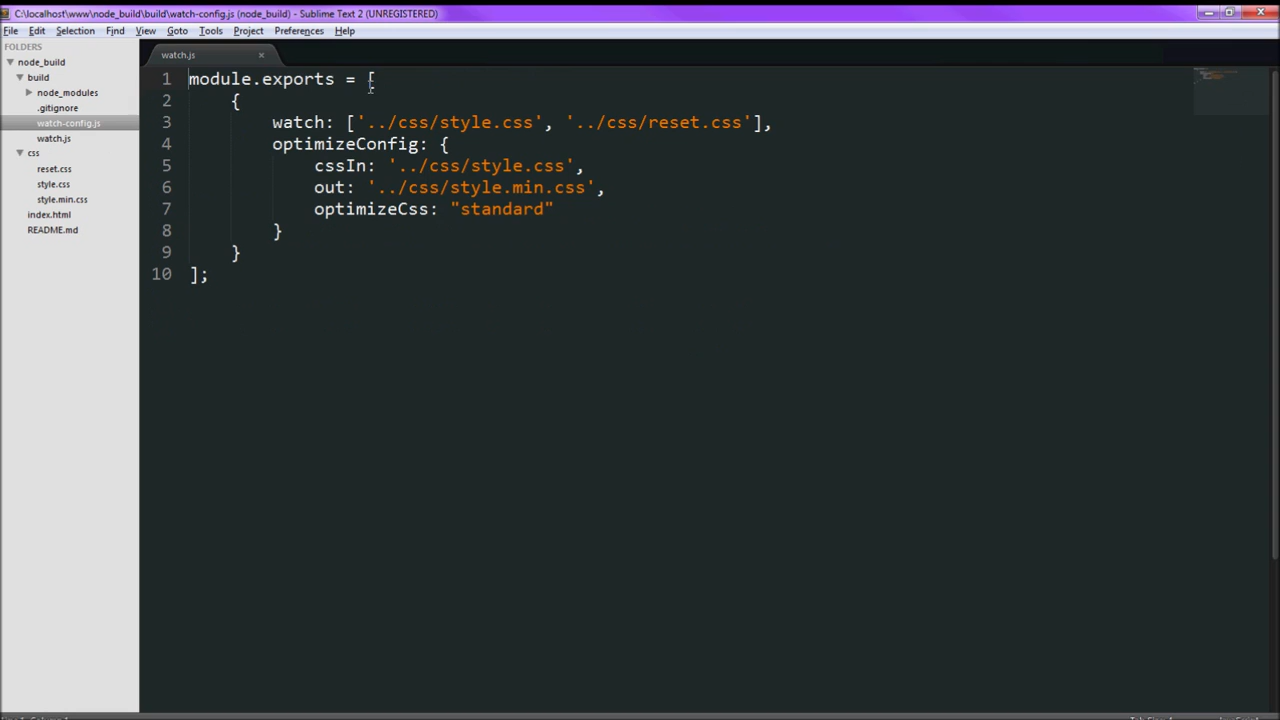 C:\localhost\www\node_build\build\watch-config.js (node_build) - Sublime Text 2 (UNREGISTERED)
File Edit Selection Find View Goto Tools Project Preferences Help
FOLDERS
node_build
build
node_modules
.gitignore
watch-config.js
watch.js
css
reset.css
style.css
style.min.css
index.html
README.md
watch.js
1 module.exports = [
2 {
3 watch: ['../css/style.css', '../css/reset.css'],
4 optimizeConfig: {
5 cssIn: '../css/style.css',
6 out: '../css/style.min.css',
7 optimizeCss: "standard"
8 }
9 }
10 ];